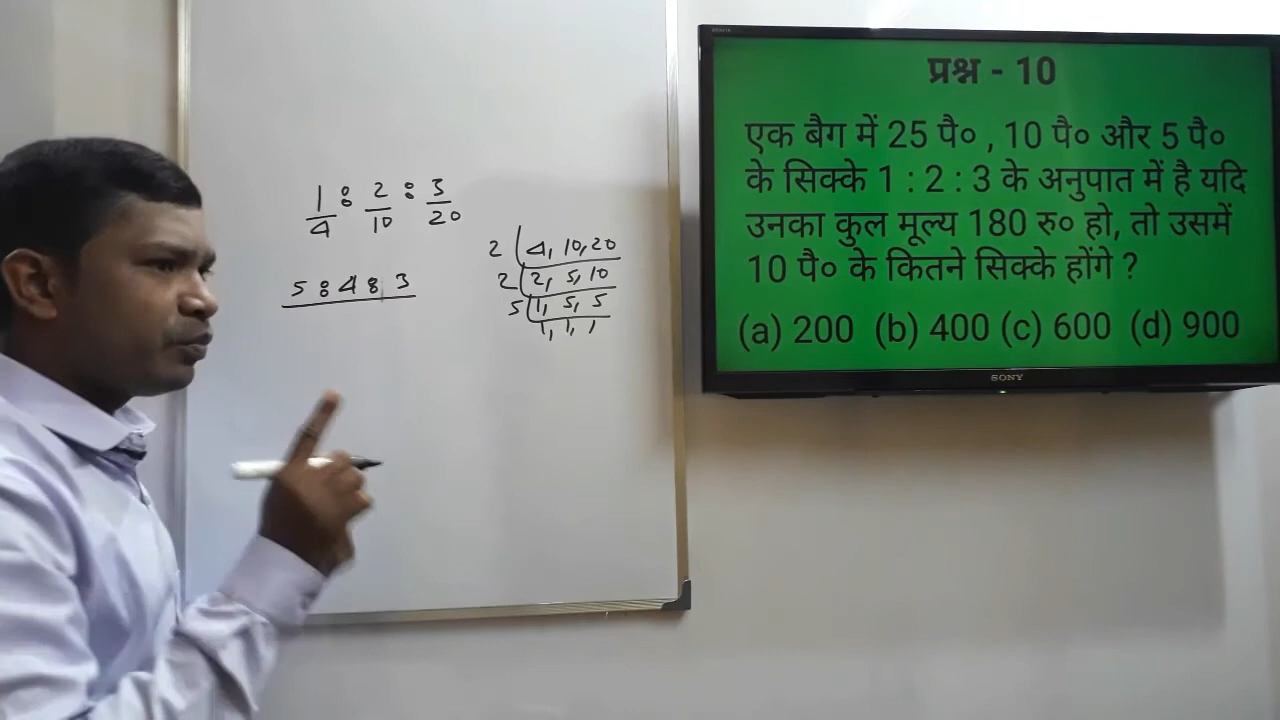 1/4 : 2/10 : 3/20
5 : 4 : 3
2 | 4, 10, 20
2 | 2, 5, 10
5 | 1, 5, 5
1, 1, 1
प्रश्न - 10
एक बैग में 25 पै० , 10 पै० और 5 पै०
के सिक्के 1 : 2 : 3 के अनुपात में है यदि
उनका कुल मूल्य 180 रु० हो, तो उसमें
10 पै० के कितने सिक्के होंगे ?
(a) 200 (b) 400 (c) 600 (d) 900
SONY